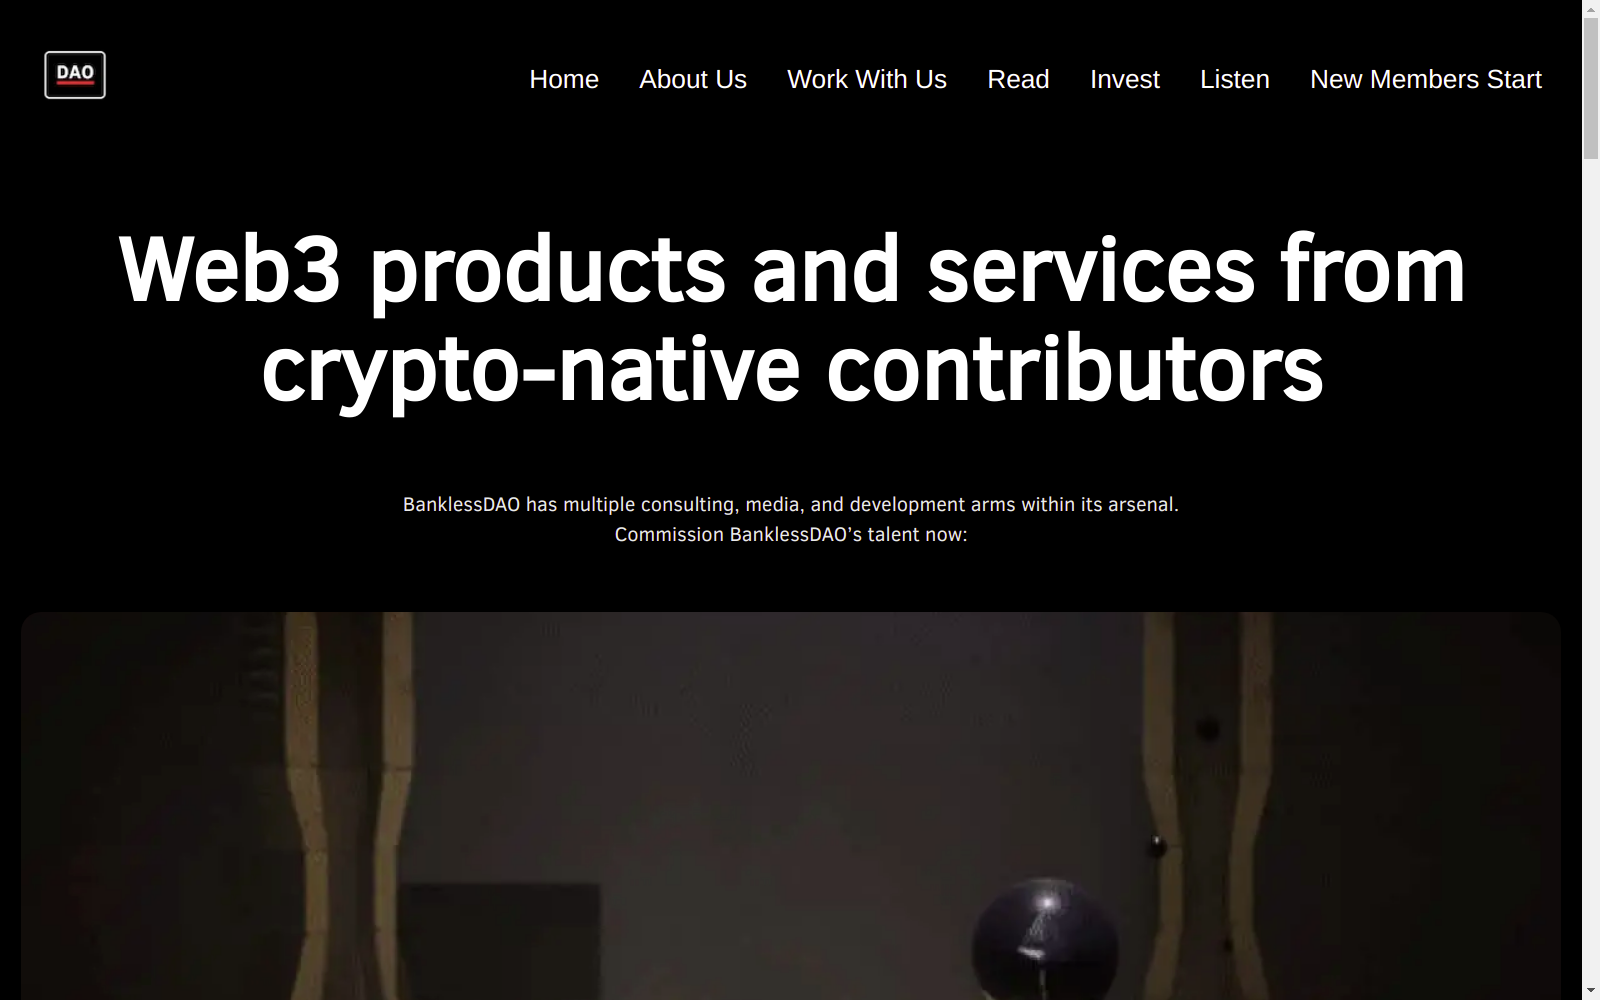 DAO
Home About Us Work With Us Read Invest Listen New Members Start
Web3 products and services from
crypto-native contributors
BanklessDAO has multiple consulting, media, and development arms within its arsenal.
Commission BanklessDAO’s talent now: